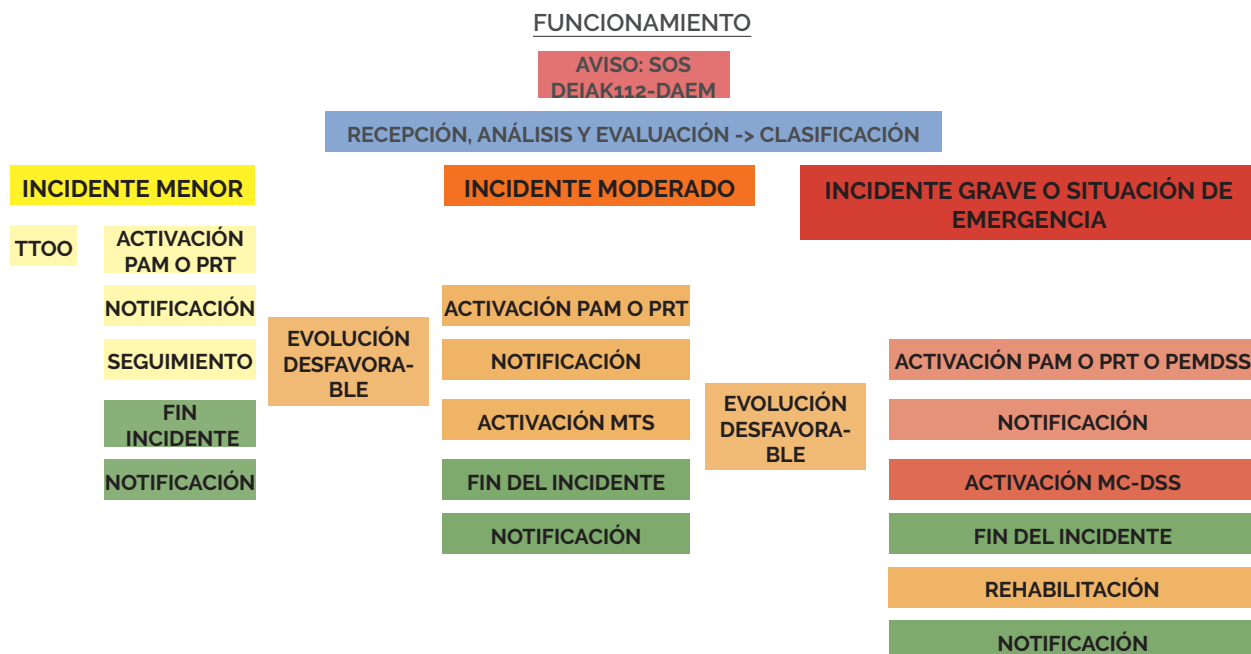 FUNCIONAMIENTO
AVISO: SOS
DEIAK112-DAEM
RECEPCIÓN, ANÁLISIS Y EVALUACIÓN -> CLASIFICACIÓN
INCIDENTE MENOR
TTOO
ACTIVACIÓN
PAM O PRT
NOTIFICACIÓN
SEGUIMIENTO
FIN
INCIDENTE
NOTIFICACIÓN
EVOLUCIÓN
DESFAVORA-
BLE
INCIDENTE MODERADO
ACTIVACIÓN PAM O PRT
NOTIFICACIÓN
ACTIVACIÓN MTS
FIN DEL INCIDENTE
NOTIFICACIÓN
EVOLUCIÓN
DESFAVORA-
BLE
INCIDENTE GRAVE O SITUACIÓN DE
EMERGENCIA
ACTIVACIÓN PAM O PRT O PEMDSS
NOTIFICACIÓN
ACTIVACIÓN MC-DSS
FIN DEL INCIDENTE
REHABILITACIÓN
NOTIFICACIÓN